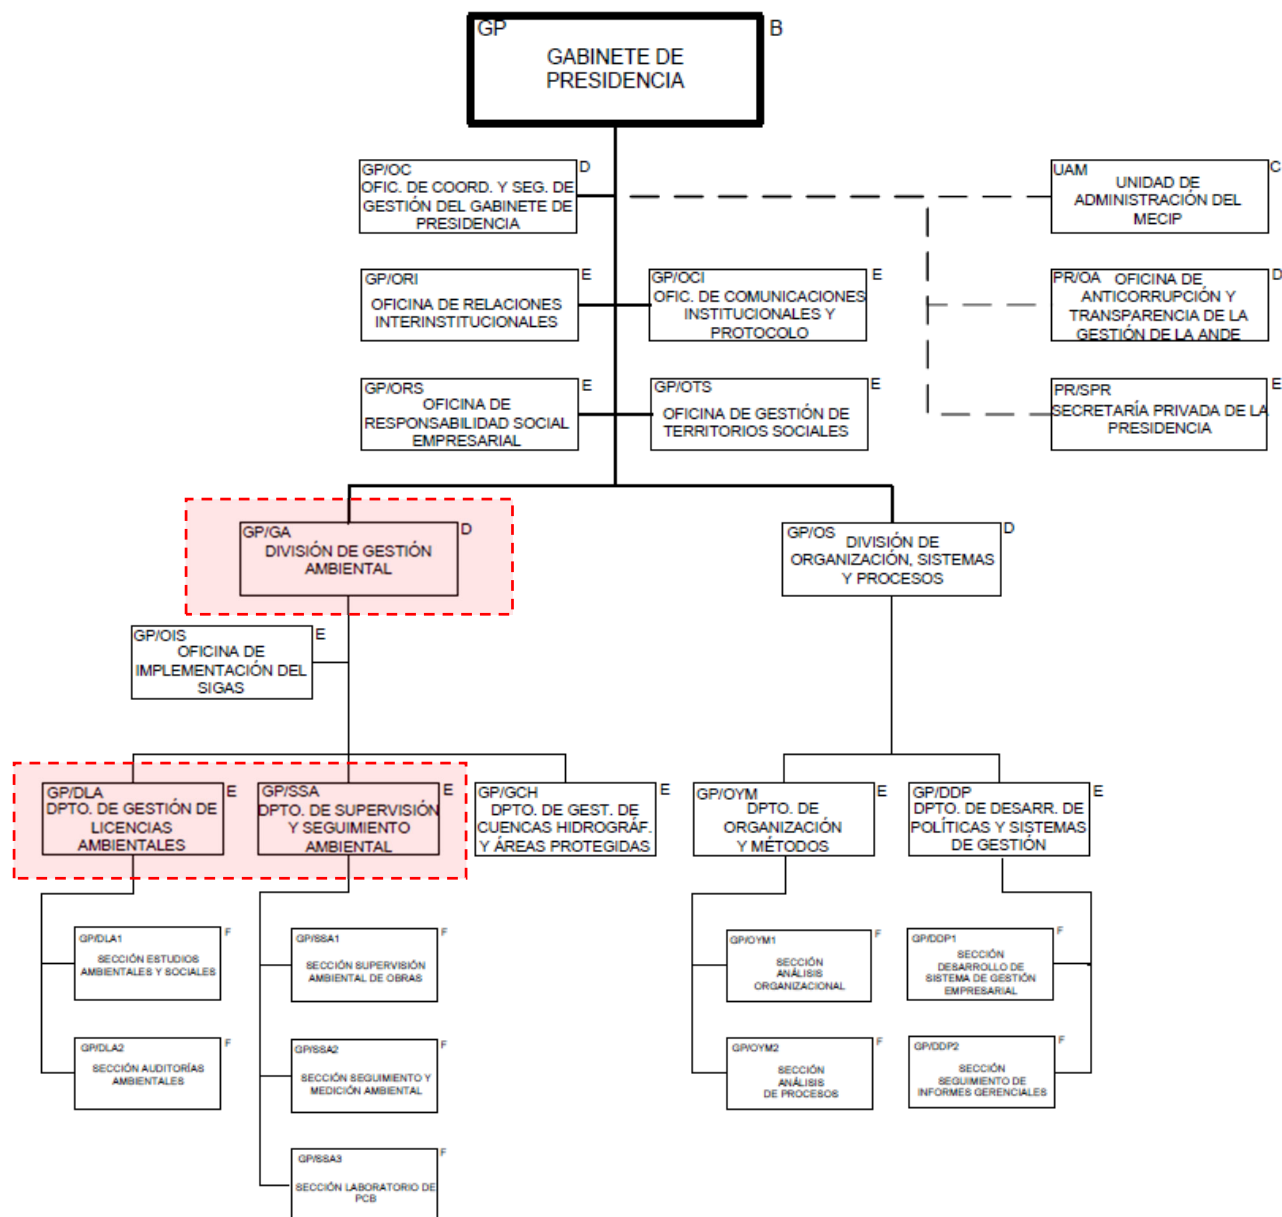 GP
B
GABINETE DE
PRESIDENCIA
GP/OC
D
OFIC. DE COORD. Y SEG. DE
GESTIÓN DEL GABINETE DE
PRESIDENCIA
UAM
C
UNIDAD DE
ADMINISTRACIÓN DEL
MECIP
GP/ORI
E
OFICINA DE RELACIONES
INTERINSTITUCIONALES
GP/OCI
E
OFIC. DE COMUNICACIONES
INSTITUCIONALES Y
PROTOCOLO
PR/OA
D
OFICINA DE
ANTICORRUPCIÓN Y
TRANSPARENCIA DE LA
GESTIÓN DE LA ANDE
GP/ORS
E
OFICINA DE
RESPONSABILIDAD SOCIAL
EMPRESARIAL
GP/OTS
E
OFICINA DE GESTIÓN DE
TERRITORIOS SOCIALES
PR/SPR
E
SECRETARÍA PRIVADA DE LA
PRESIDENCIA
GP/GA
D
DIVISIÓN DE GESTIÓN
AMBIENTAL
GP/OS
D
DIVISIÓN DE
ORGANIZACIÓN, SISTEMAS
Y PROCESOS
GP/OIS
E
OFICINA DE
IMPLEMENTACIÓN DEL
SIGAS
GP/DLA
E
DPTO. DE GESTIÓN DE
LICENCIAS
AMBIENTALES
GP/SSA
E
DPTO. DE SUPERVISIÓN
Y SEGUIMIENTO
AMBIENTAL
GP/GCH
E
DPTO. DE GEST. DE
CUENCAS HIDROGRÁF.
Y ÁREAS PROTEGIDAS
GP/OYM
E
DPTO. DE
ORGANIZACIÓN
Y MÉTODOS
GP/DDP
E
DPTO. DE DESARR. DE
POLÍTICAS Y SISTEMAS
DE GESTIÓN
GP/DLA1
F
SECCIÓN ESTUDIOS
AMBIENTALES Y SOCIALES
GP/SSA1
F
SECCIÓN SUPERVISIÓN
AMBIENTAL DE OBRAS
GP/OYM1
F
SECCIÓN
ANÁLISIS
ORGANIZACIONAL
GP/DDP1
F
SECCIÓN
DESARROLLO DE
SISTEMA DE GESTIÓN
EMPRESARIAL
GP/DLA2
F
SECCIÓN AUDITORÍAS
AMBIENTALES
GP/SSA2
F
SECCIÓN SEGUIMIENTO Y
MEDICIÓN AMBIENTAL
GP/OYM2
F
SECCIÓN
ANÁLISIS
DE PROCESOS
GP/DDP2
F
SECCIÓN
SEGUIMIENTO DE
INFORMES GERENCIALES
GP/SSA3
F
SECCIÓN LABORATORIO DE
PCB